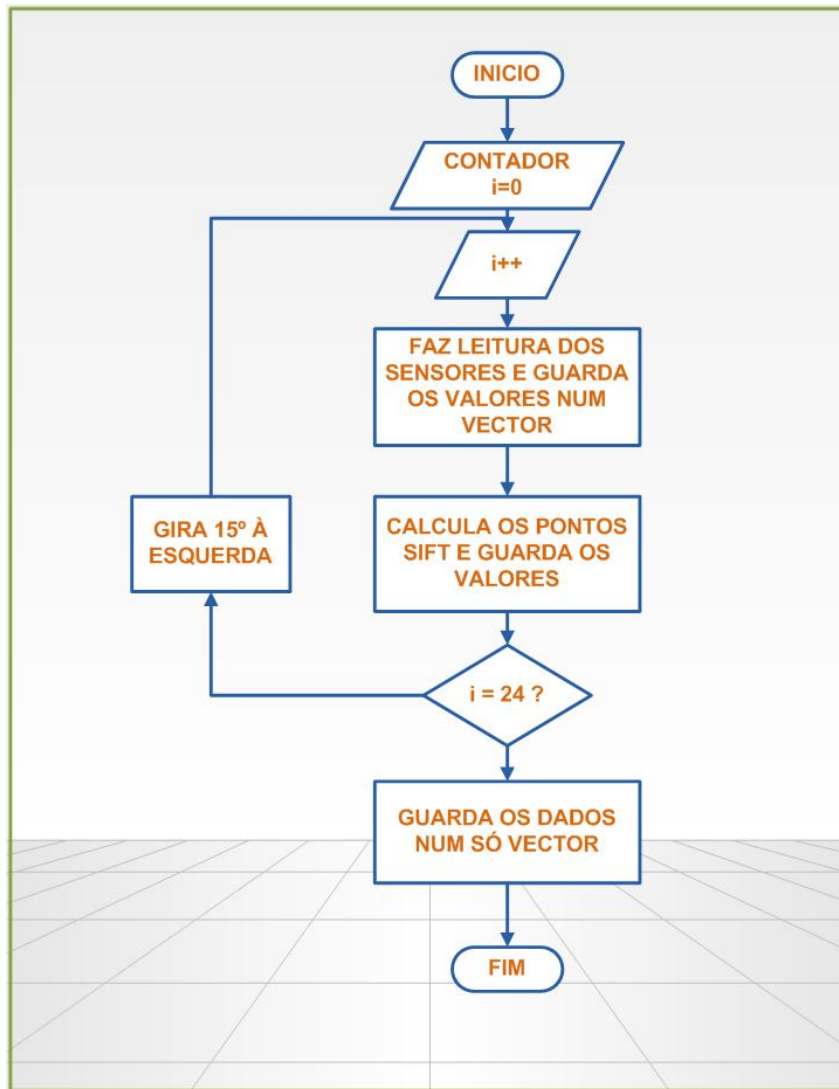 INICIO
CONTADOR
i=0
i++
FAZ LEITURA DOS
SENSORES E GUARDA
OS VALORES NUM
VECTOR
GIRA 15º À
ESQUERDA
CALCULA OS PONTOS
SIFT E GUARDA OS
VALORES
i = 24 ?
GUARDA OS DADOS
NUM SÓ VECTOR
FIM